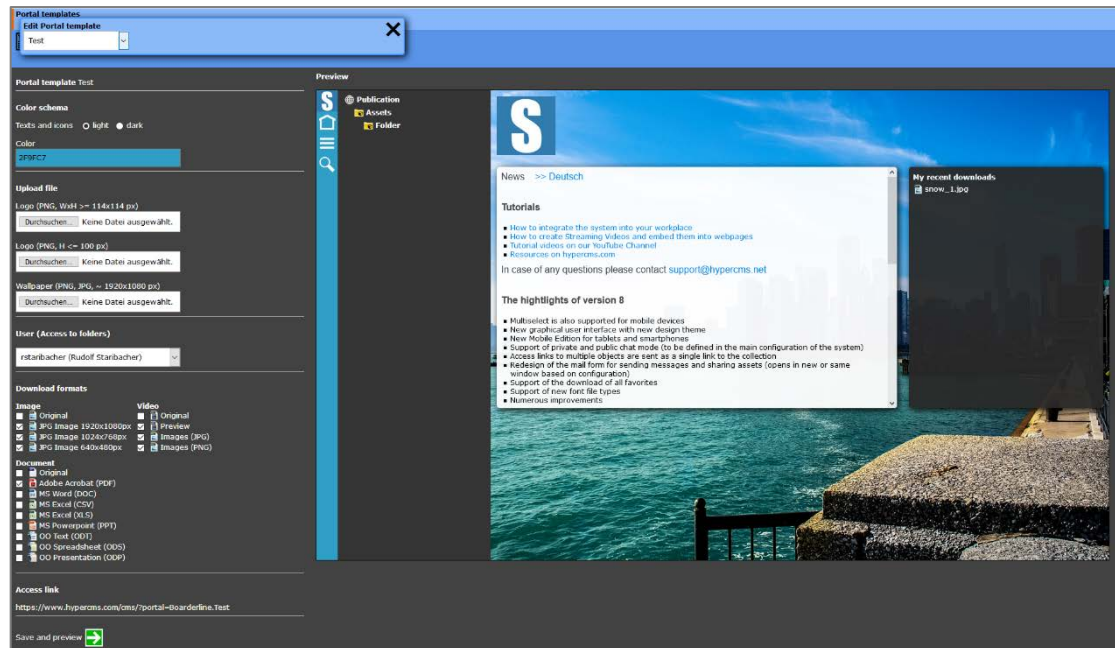 Portal templates
Edit Portal template
Test
Portal template Test
Color schema
Texts and icons light dark
Color
2F9FC7
Upload file
Logo (PNG, WxH >= 114x114 px)
Durchsuchen... Keine Datei ausgewählt.
Logo (PNG, H <= 100 px)
Durchsuchen... Keine Datei ausgewählt.
Wallpaper (PNG, JPG, ~ 1920x1080 px)
Durchsuchen... Keine Datei ausgewählt.
User (Access to folders)
rstaribacher (Rudolf Staribacher)
Download formats
Image Video
Original Original
JPG Image 1920x1080px Preview
JPG Image 1024x768px Images (JPG)
JPG Image 640x480px Images (PNG)
Document
Original
Adobe Acrobat (PDF)
MS Word (DOC)
MS Excel (CSV)
MS Excel (XLS)
MS Powerpoint (PPT)
OO Text (ODT)
OO Spreadsheet (ODS)
OO Presentation (ODP)
Access link
https://www.hypercms.com/cms/?portal=Boarderline.Test
Save and preview
Preview
S
Publication
Assets
Folder
S
News >> Deutsch
Tutorials
How to integrate the system into your workplace
How to create Streaming Videos and embed them into webpages
Tutorial videos on our YouTube Channel
Resources on hypercms.com
In case of any questions please contact support@hypercms.net
The hightlights of version 8
Multiselect is also supported for mobile devices
New graphical user interface with new design theme
New Mobile Edition for tablets and smartphones
Support of private and public chat mode (to be defined in the main configuration of the system)
Access links to multiple objects are sent as a single link to the collection
Redesign of the mail form for sending messages and sharing assets (opens in new or same
window based on configuration)
Support of the download of all favorites
Support of new font file types
Numerous improvements
My recent downloads
snow_1.jpg